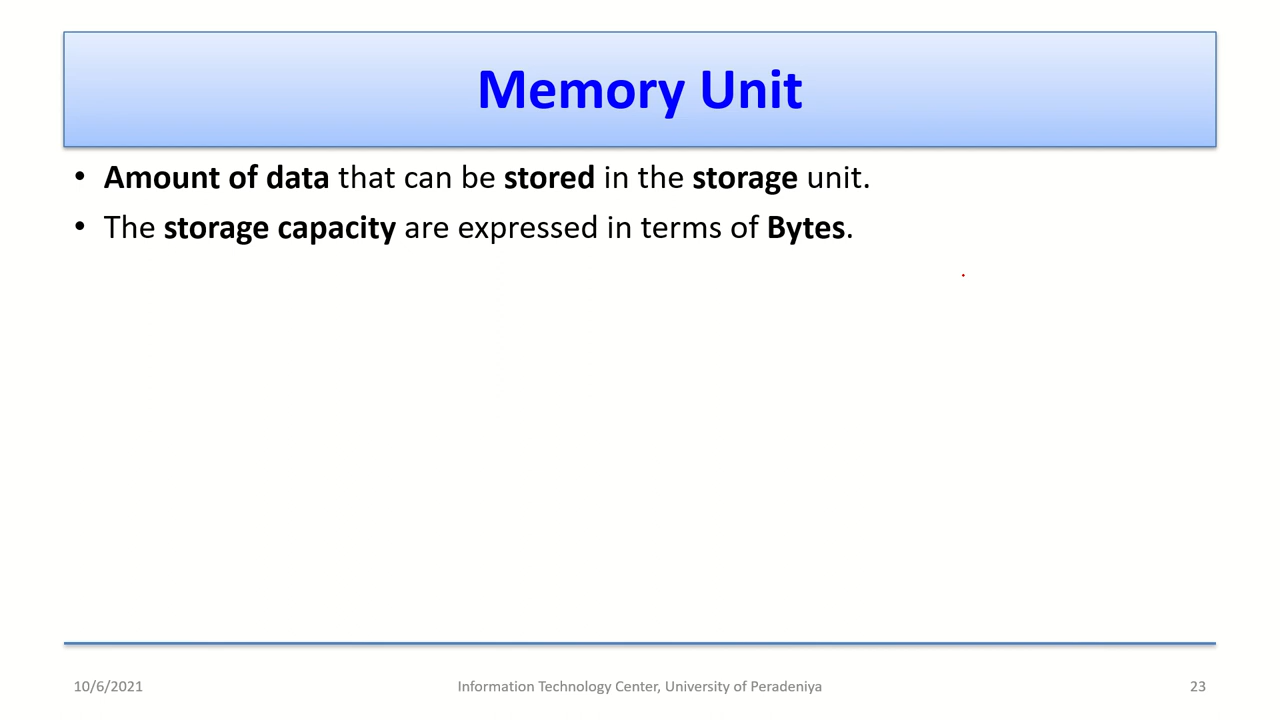 Memory Unit
• Amount of data that can be stored in the storage unit.
• The storage capacity are expressed in terms of Bytes.
10/6/2021
Information Technology Center, University of Peradeniya
23